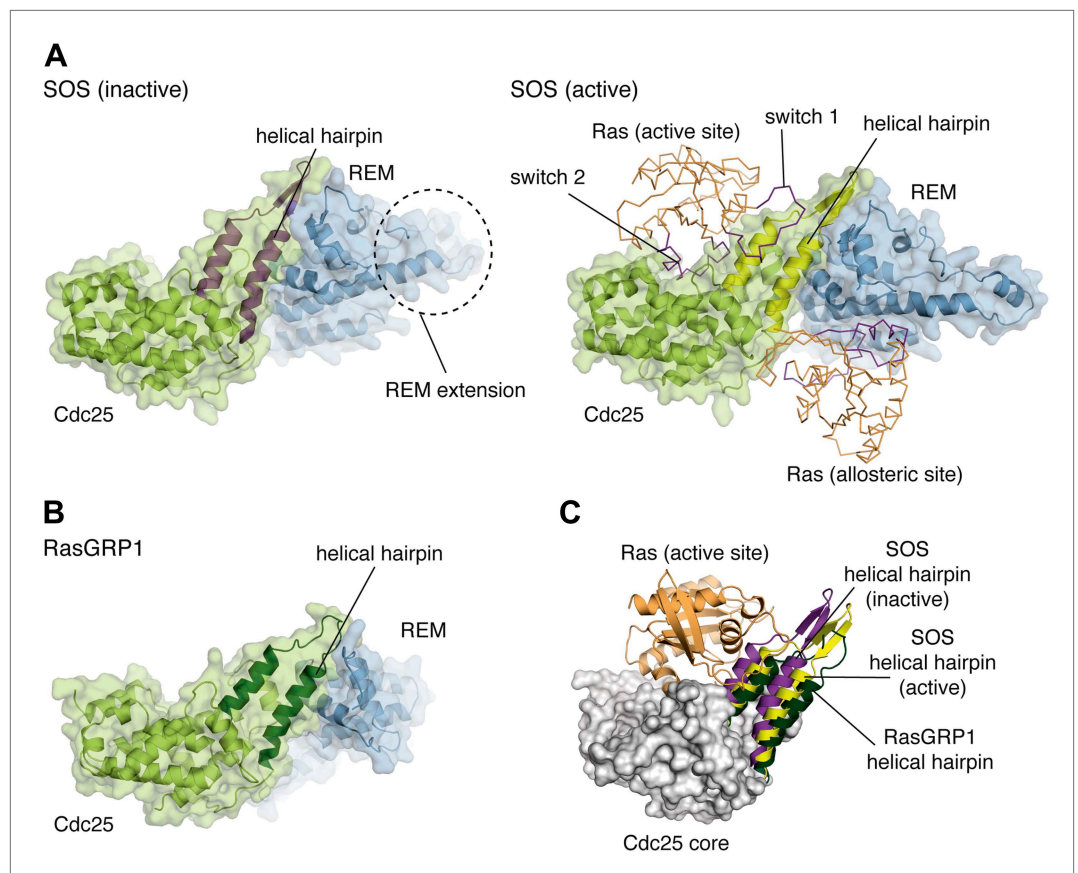 A
SOS (inactive)
helical hairpin
REM
REM extension
Cdc25
SOS (active)
Ras (active site)
switch 1
helical hairpin
switch 2
REM
Cdc25
Ras (allosteric site)
B
RasGRP1
helical hairpin
REM
Cdc25
C
Ras (active site)
SOS
helical hairpin
(inactive)
SOS
helical hairpin
(active)
RasGRP1
helical hairpin
Cdc25 core